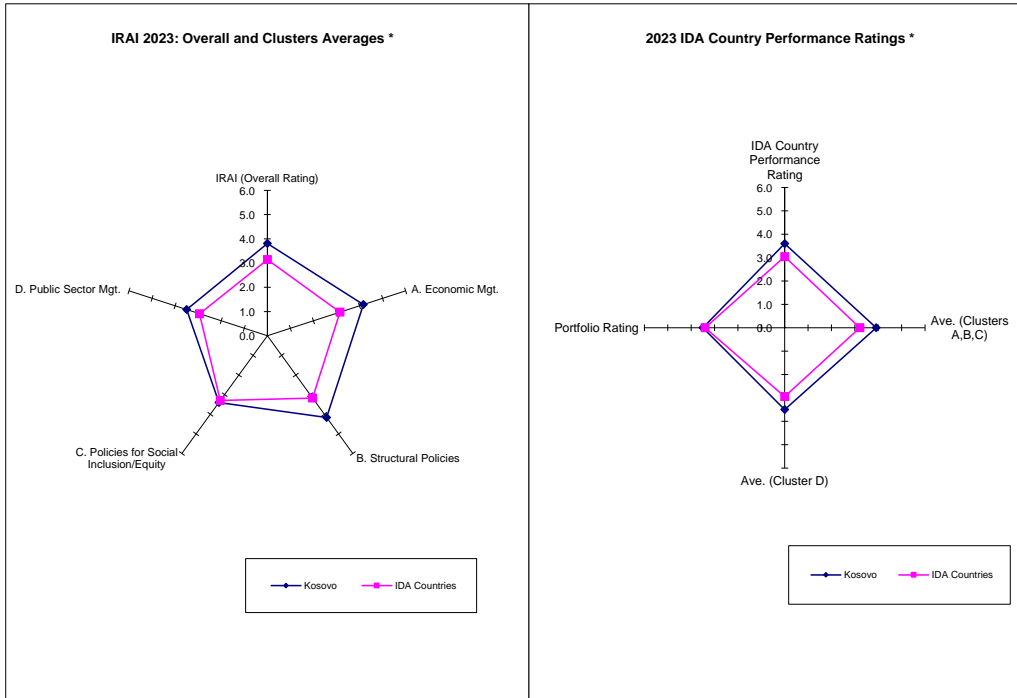 IRAI 2023: Overall and Clusters Averages *
IRAI (Overall Rating)
6.0
5.0
4.0
3.0
2.0
1.0
0.0
A. Economic Mgt.
B. Structural Policies
C. Policies for Social
Inclusion/Equity
D. Public Sector Mgt.
Kosovo
IDA Countries
2023 IDA Country Performance Ratings *
IDA Country
Performance
Rating
6.0
5.0
4.0
3.0
2.0
1.0
0.0
Ave. (Clusters
A,B,C)
Ave. (Cluster D)
Portfolio Rating
Kosovo
IDA Countries